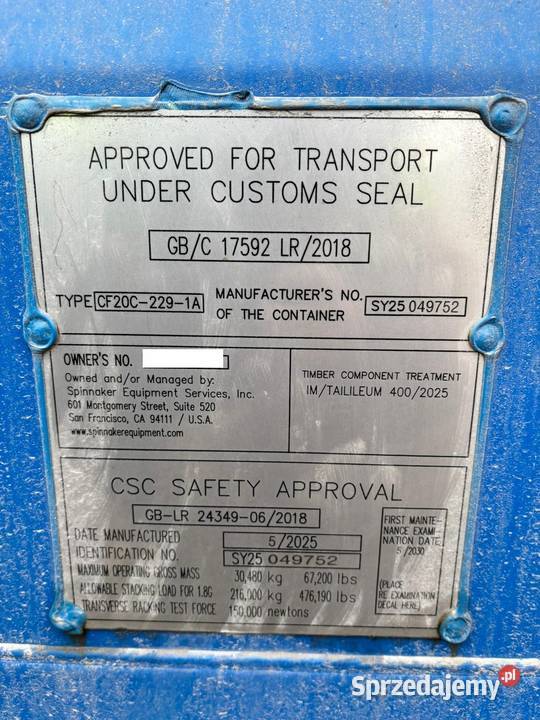 APPROVED FOR TRANSPORT
UNDER CUSTOMS SEAL
GB/C 17592 LR/2018
TYPE CF20C-229-1A
MANUFACTURER'S NO.
OF THE CONTAINER
SY25 049752
OWNER'S NO.
Owned and/or Managed by:
Spinnaker Equipment Services, Inc.
601 Montgomery Street, Suite 520
San Francisco, CA 94111 / U.S.A.
www.spinnakerequipment.com
TIMBER COMPONENT TREATMENT
IM/TAILILEUM 400/2025
CSC SAFETY APPROVAL
GB-LR 24349-06/2018
DATE MANUFACTURED 5/2025
IDENTIFICATION NO. SY25 049752
MAXIMUM OPERATING GROSS MASS 30,480 kg 67,200 lbs
ALLOWABLE STACKING LOAD FOR 1.8G 216,000 kg 476,190 lbs
TRANSVERSE RACKING TEST FORCE 150,000 newtons
FIRST MAINTE-
NANCE EXAMI-
NATION DATE
5/2030
(PLACE
RE EXAMINATION
DECAL HERE)
Sprzedajemy.pl